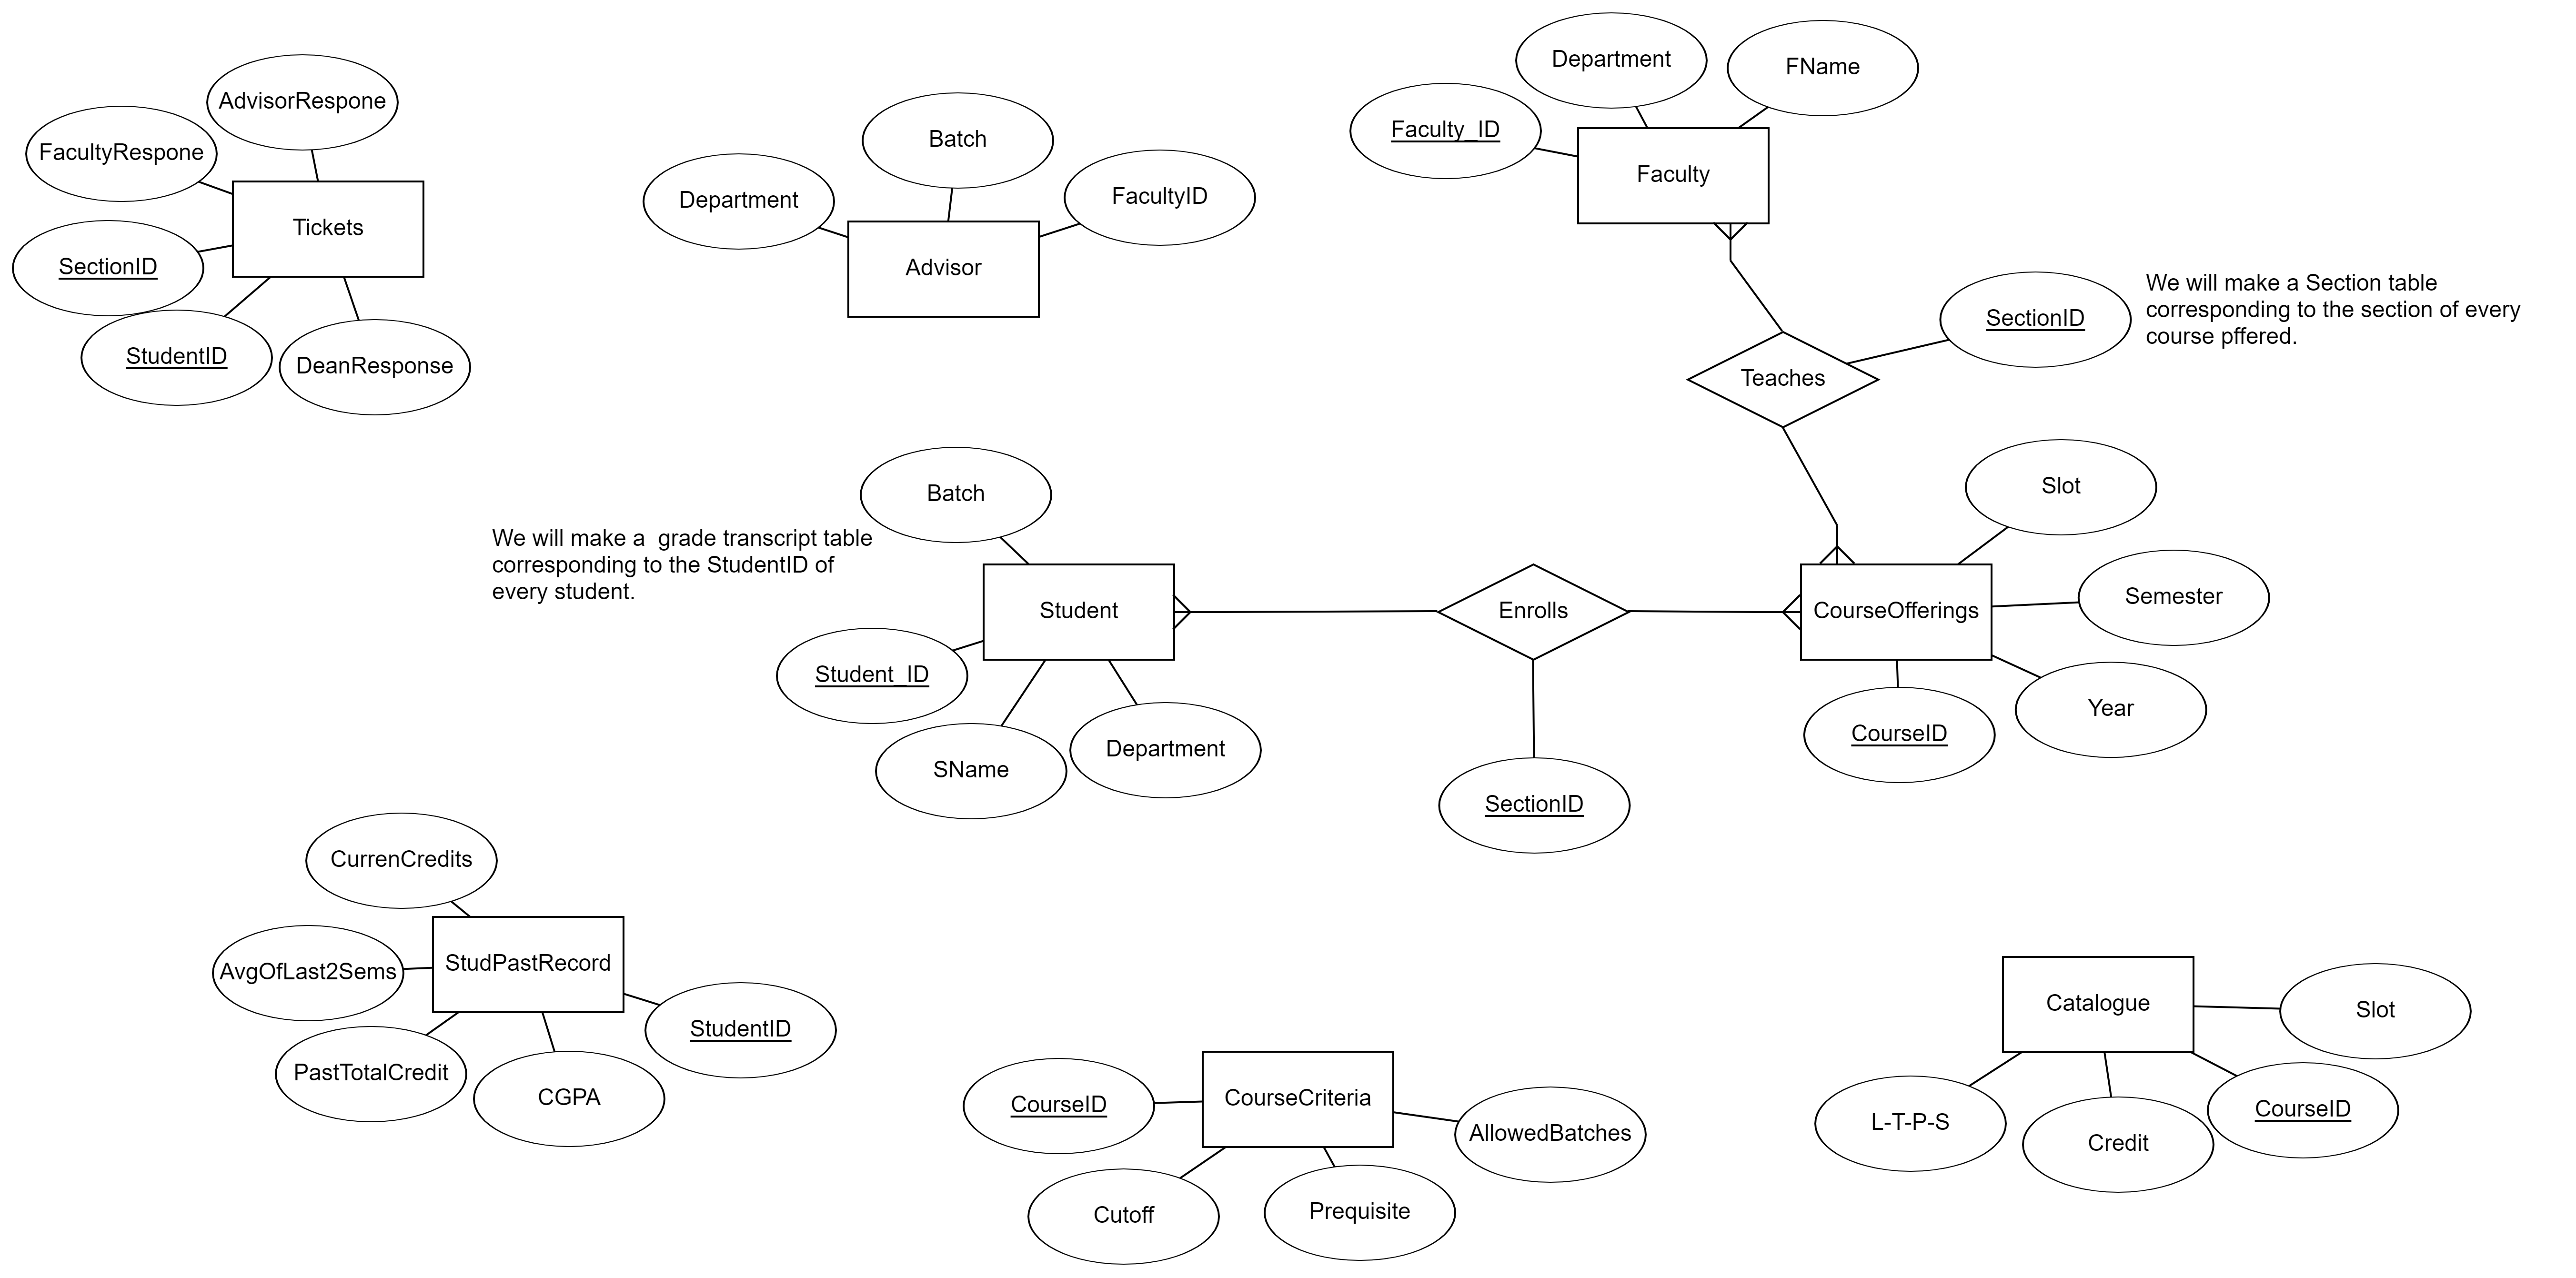 Department
FName
AdvisorRespone
Faculty_ID
Batch
FacultyRespone
Faculty
Department
FacultyID
Tickets
SectionID
Advisor
We will make a Section table
corresponding to the section of every
course pffered.
SectionID
StudentID
DeanResponse
Teaches
Batch
Slot
We will make a  grade transcript table
corresponding to the StudentID of
every student.
Student
Enrolls
CourseOfferings
Semester
Student_ID
Year
CourseID
SName
Department
SectionID
CurrenCredits
StudPastRecord
AvgOfLast2Sems
StudentID
Catalogue
Slot
PastTotalCredit
CGPA
CourseID
CourseCriteria
AllowedBatches
L-T-P-S
Credit
CourseID
Cutoff
Prequisite